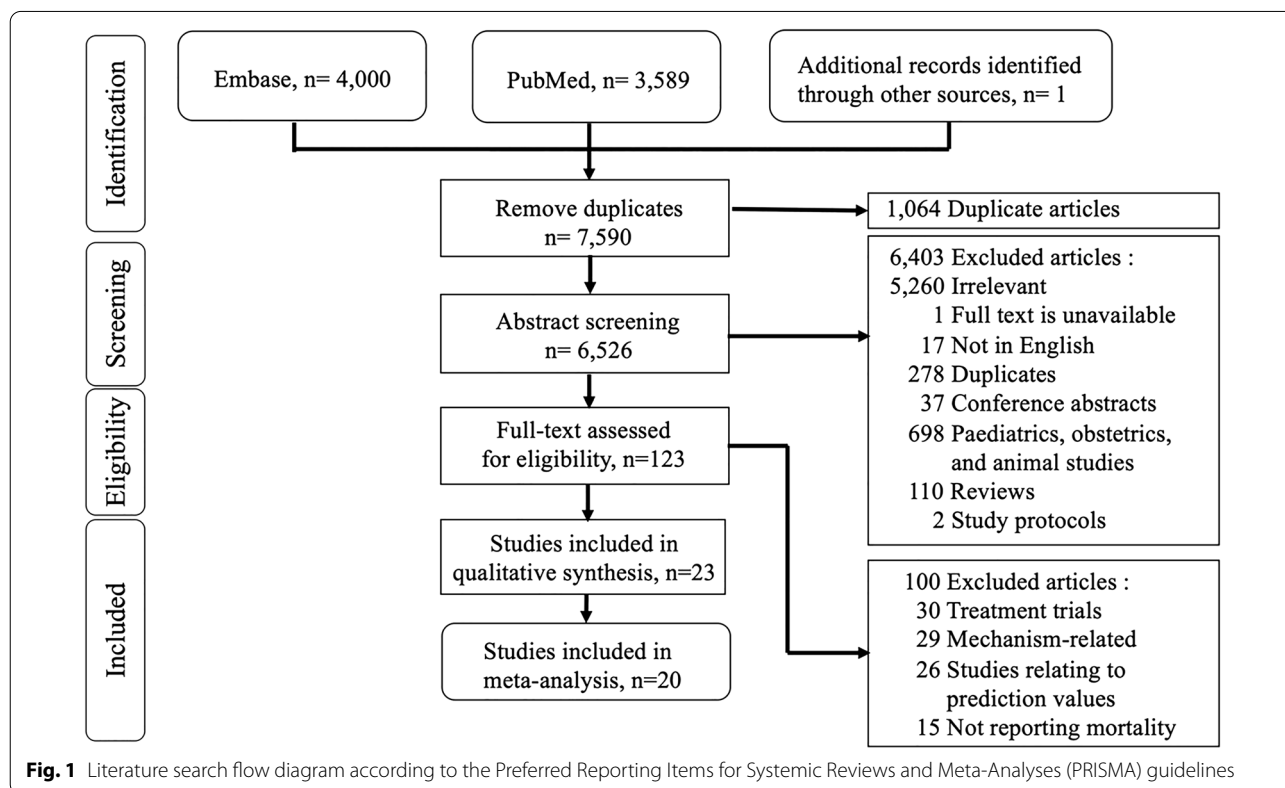 Identification
Embase, n= 4,000
PubMed, n= 3,589
Additional records identified
through other sources, n= 1
Remove duplicates
n= 7,590
1,064 Duplicate articles
Screening
Abstract screening
n= 6,526
6,403 Excluded articles :
5,260 Irrelevant
1 Full text is unavailable
17 Not in English
278 Duplicates
37 Conference abstracts
698 Paediatrics, obstetrics,
and animal studies
110 Reviews
2 Study protocols
Eligibility
Full-text assessed
for eligibility, n=123
100 Excluded articles :
30 Treatment trials
29 Mechanism-related
26 Studies relating to
prediction values
15 Not reporting mortality
Included
Studies included in
qualitative synthesis, n=23
Studies included in
meta-analysis, n=20
Fig. 1 Literature search flow diagram according to the Preferred Reporting Items for Systemic Reviews and Meta-Analyses (PRISMA) guidelines